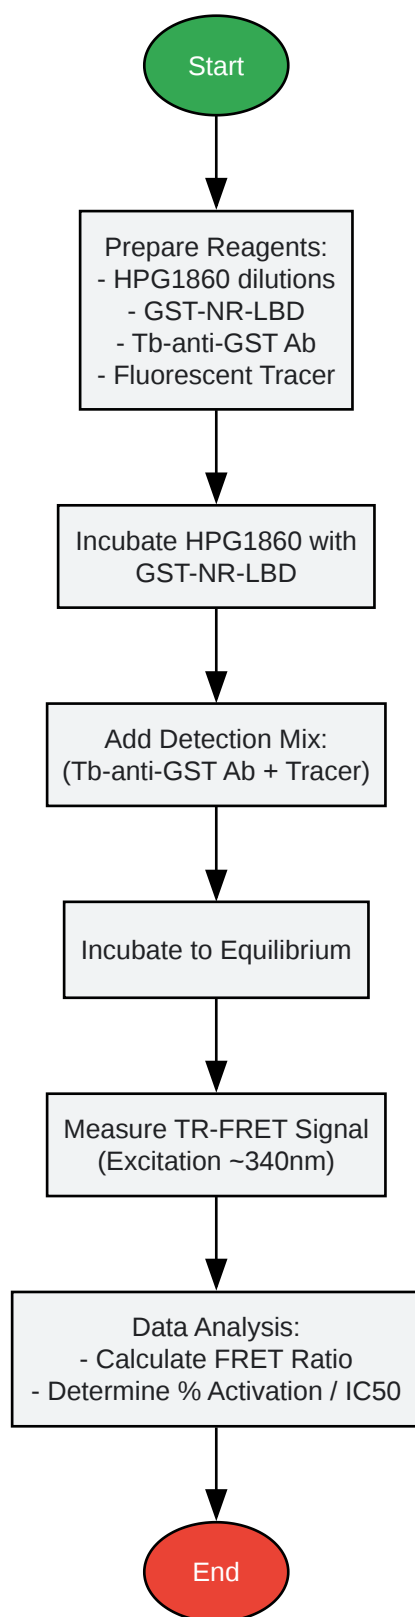 Start
Prepare Reagents:
- HPG1860 dilutions
- GST-NR-LBD
- Tb-anti-GST Ab
- Fluorescent Tracer
Incubate HPG1860 with
GST-NR-LBD
Add Detection Mix:
(Tb-anti-GST Ab + Tracer)
Incubate to Equilibrium
Measure TR-FRET Signal
(Excitation ~340nm)
Data Analysis:
- Calculate FRET Ratio
- Determine % Activation / IC50
End